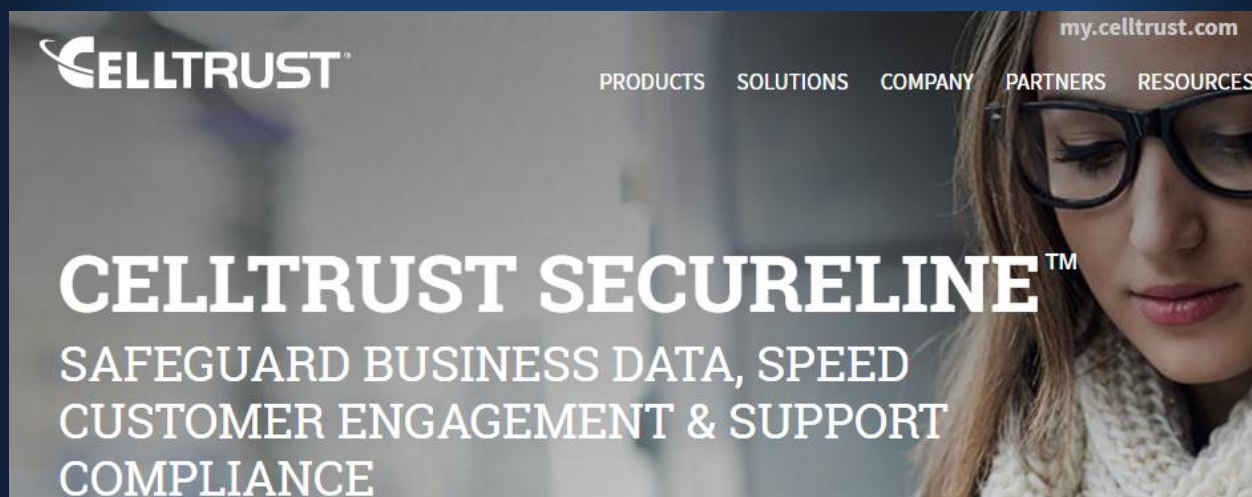 my.celltrust.com
CELLTRUST®
PRODUCTS SOLUTIONS COMPANY PARTNERS RESOURCES
CELLTRUST SECURELINE™
SAFEGUARD BUSINESS DATA, SPEED
CUSTOMER ENGAGEMENT & SUPPORT
COMPLIANCE